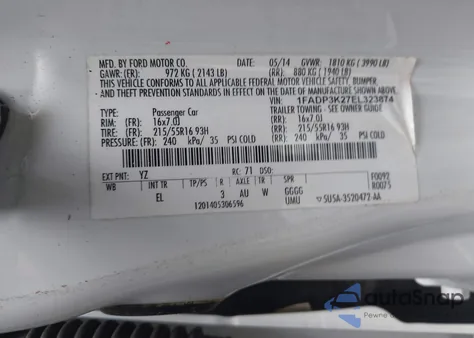 MFD. BY FORD MOTOR CO. DATE: 05/14 GVWR: 1810 KG (3990 LB)
GAWR: (FR): 972 KG (2143 LB) (RR): 880 KG (1940 LB)
THIS VEHICLE CONFORMS TO ALL APPLICABLE FEDERAL MOTOR VEHICLE SAFETY, BUMPER,
AND THEFT PREVENTION STANDARDS IN EFFECT ON THE DATE OF MANUFACTURE SHOWN ABOVE.
VIN: 1FADP3K27EL323874
TYPE: Passenger Car TRAILER TOWING - SEE OWNER GUIDE
RIM: (FR): 16x7.0J (RR): 16x7.0J
TIRE: (FR): 215/55R16 93H (RR): 215/55R16 93H
PRESSURE: (FR): 240 kPa/ 35 PSI COLD (RR): 240 kPa/ 35 PSI COLD
EXT PNT: YZ RC: 71 DSO: F0092
WB INT TR TP/PS R AXLE TR SPR R0075
EL 3 AU W GGGG
1201405306596 UMU 5U5A-3520472-AA
AutoSnap